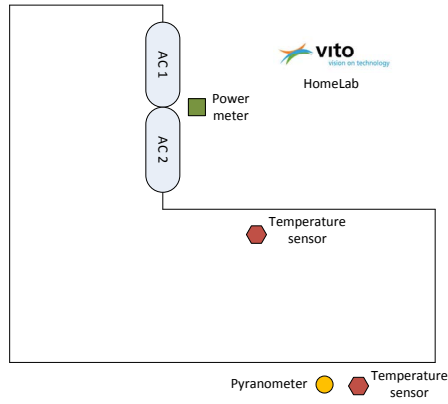 AC 1
vito
vision on technology
HomeLab
Power
meter
AC 2
Temperature
sensor
Pyranometer
Temperature
sensor